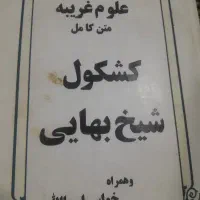 علوم غریبه
متن کامل
کشکول
شیخ بهایی
وهمراه